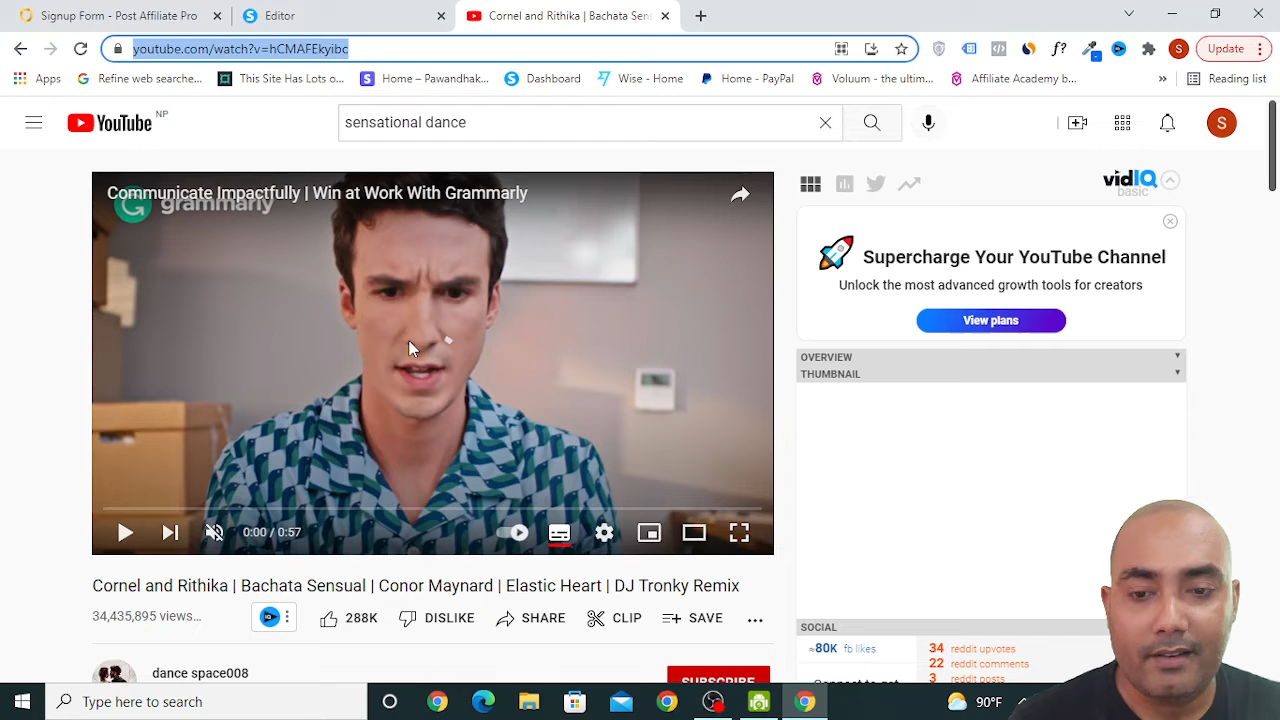 Signup Form - Post Affiliate Pro
Editor
Cornel and Rithika | Bachata Sens
youtube.com/watch?v=hCMAFEkyibc
Update
Apps
Refine web searche...
This Site Has Lots o...
Home – Pawandhak...
Dashboard
Wise - Home
Home - PayPal
Voluum - the ultim...
Affiliate Academy b...
»
Reading list
YouTube NP
sensational dance
S
Communicate Impactfully | Win at Work With Grammarly
grammarly
vidIQ
basic
Supercharge Your YouTube Channel
Unlock the most advanced growth tools for creators
View plans
OVERVIEW
THUMBNAIL
0:00 / 0:57
Cornel and Rithika | Bachata Sensual | Conor Maynard | Elastic Heart | DJ Tronky Remix
34,435,895 views...
288K
DISLIKE
SHARE
CLIP
SAVE
SOCIAL
≈80K fb likes
34 reddit upvotes
22 reddit comments
3 reddit posts
dance space008
SUBSCRIBE
Type here to search
90°F